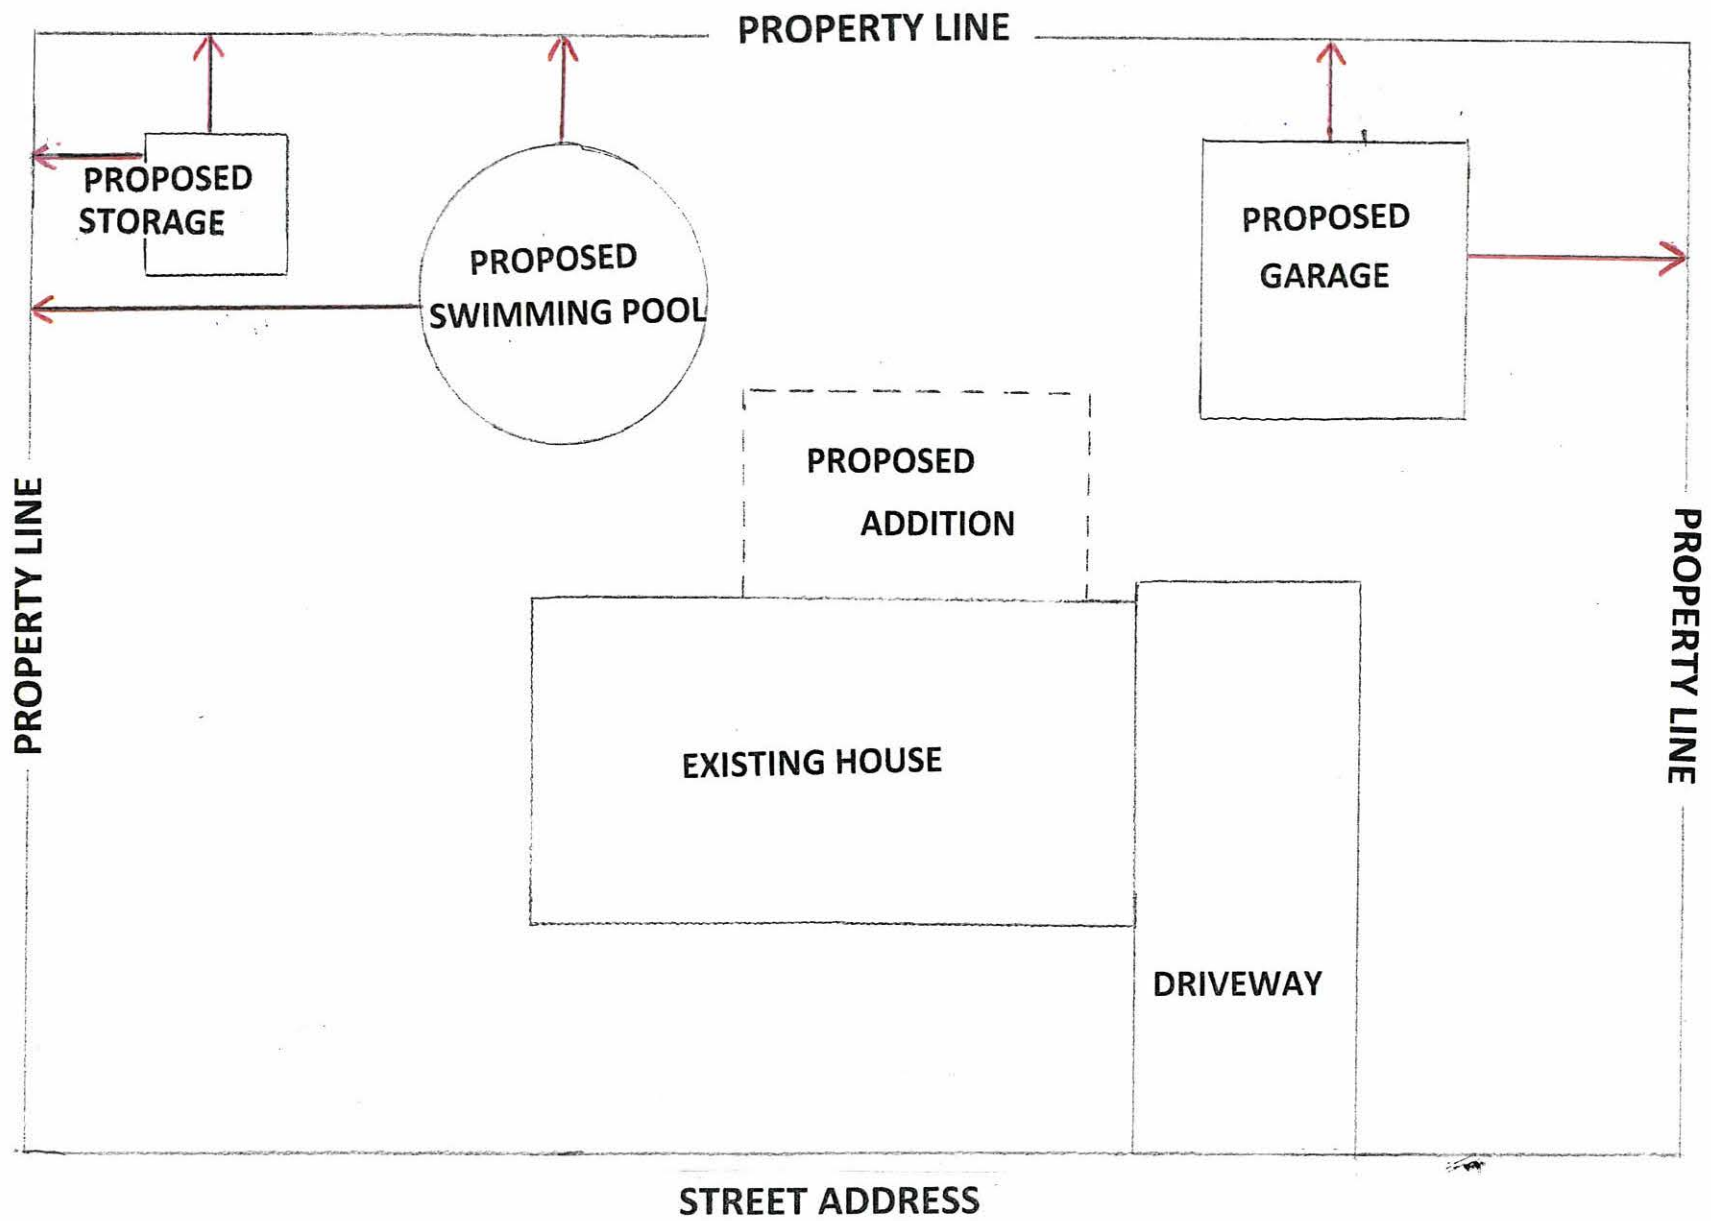 PROPERTY LINE
PROPOSED
STORAGE
PROPOSED
SWIMMING POOL
PROPOSED
GARAGE
PROPOSED
ADDITION
PROPERTY LINE
PROPERTY LINE
EXISTING HOUSE
DRIVEWAY
STREET ADDRESS